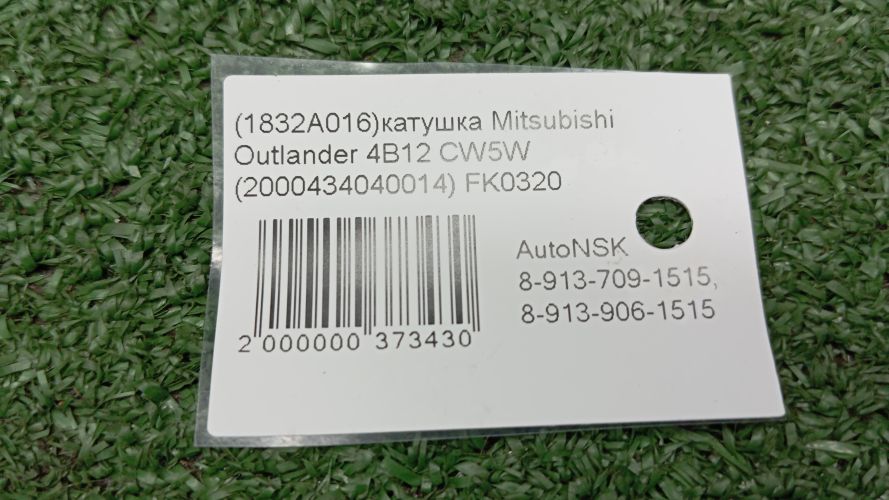 (1832A016)катушка Mitsubishi
Outlander 4B12 CW5W
(2000434040014) FK0320
AutoNSK
8-913-709-1515,
8-913-906-1515
2 000000 373430